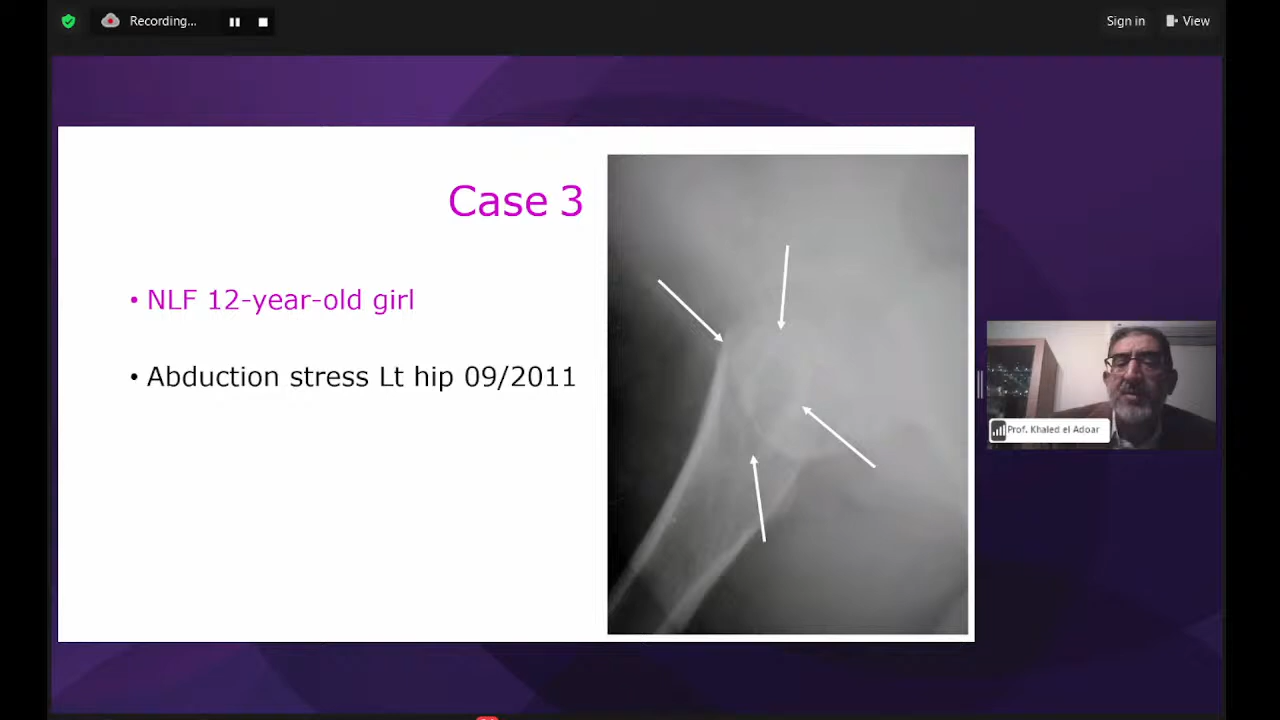 Recording...
Sign in
View
Case 3
• NLF 12-year-old girl
• Abduction stress Lt hip 09/2011
Prof. Khaled el Adoar